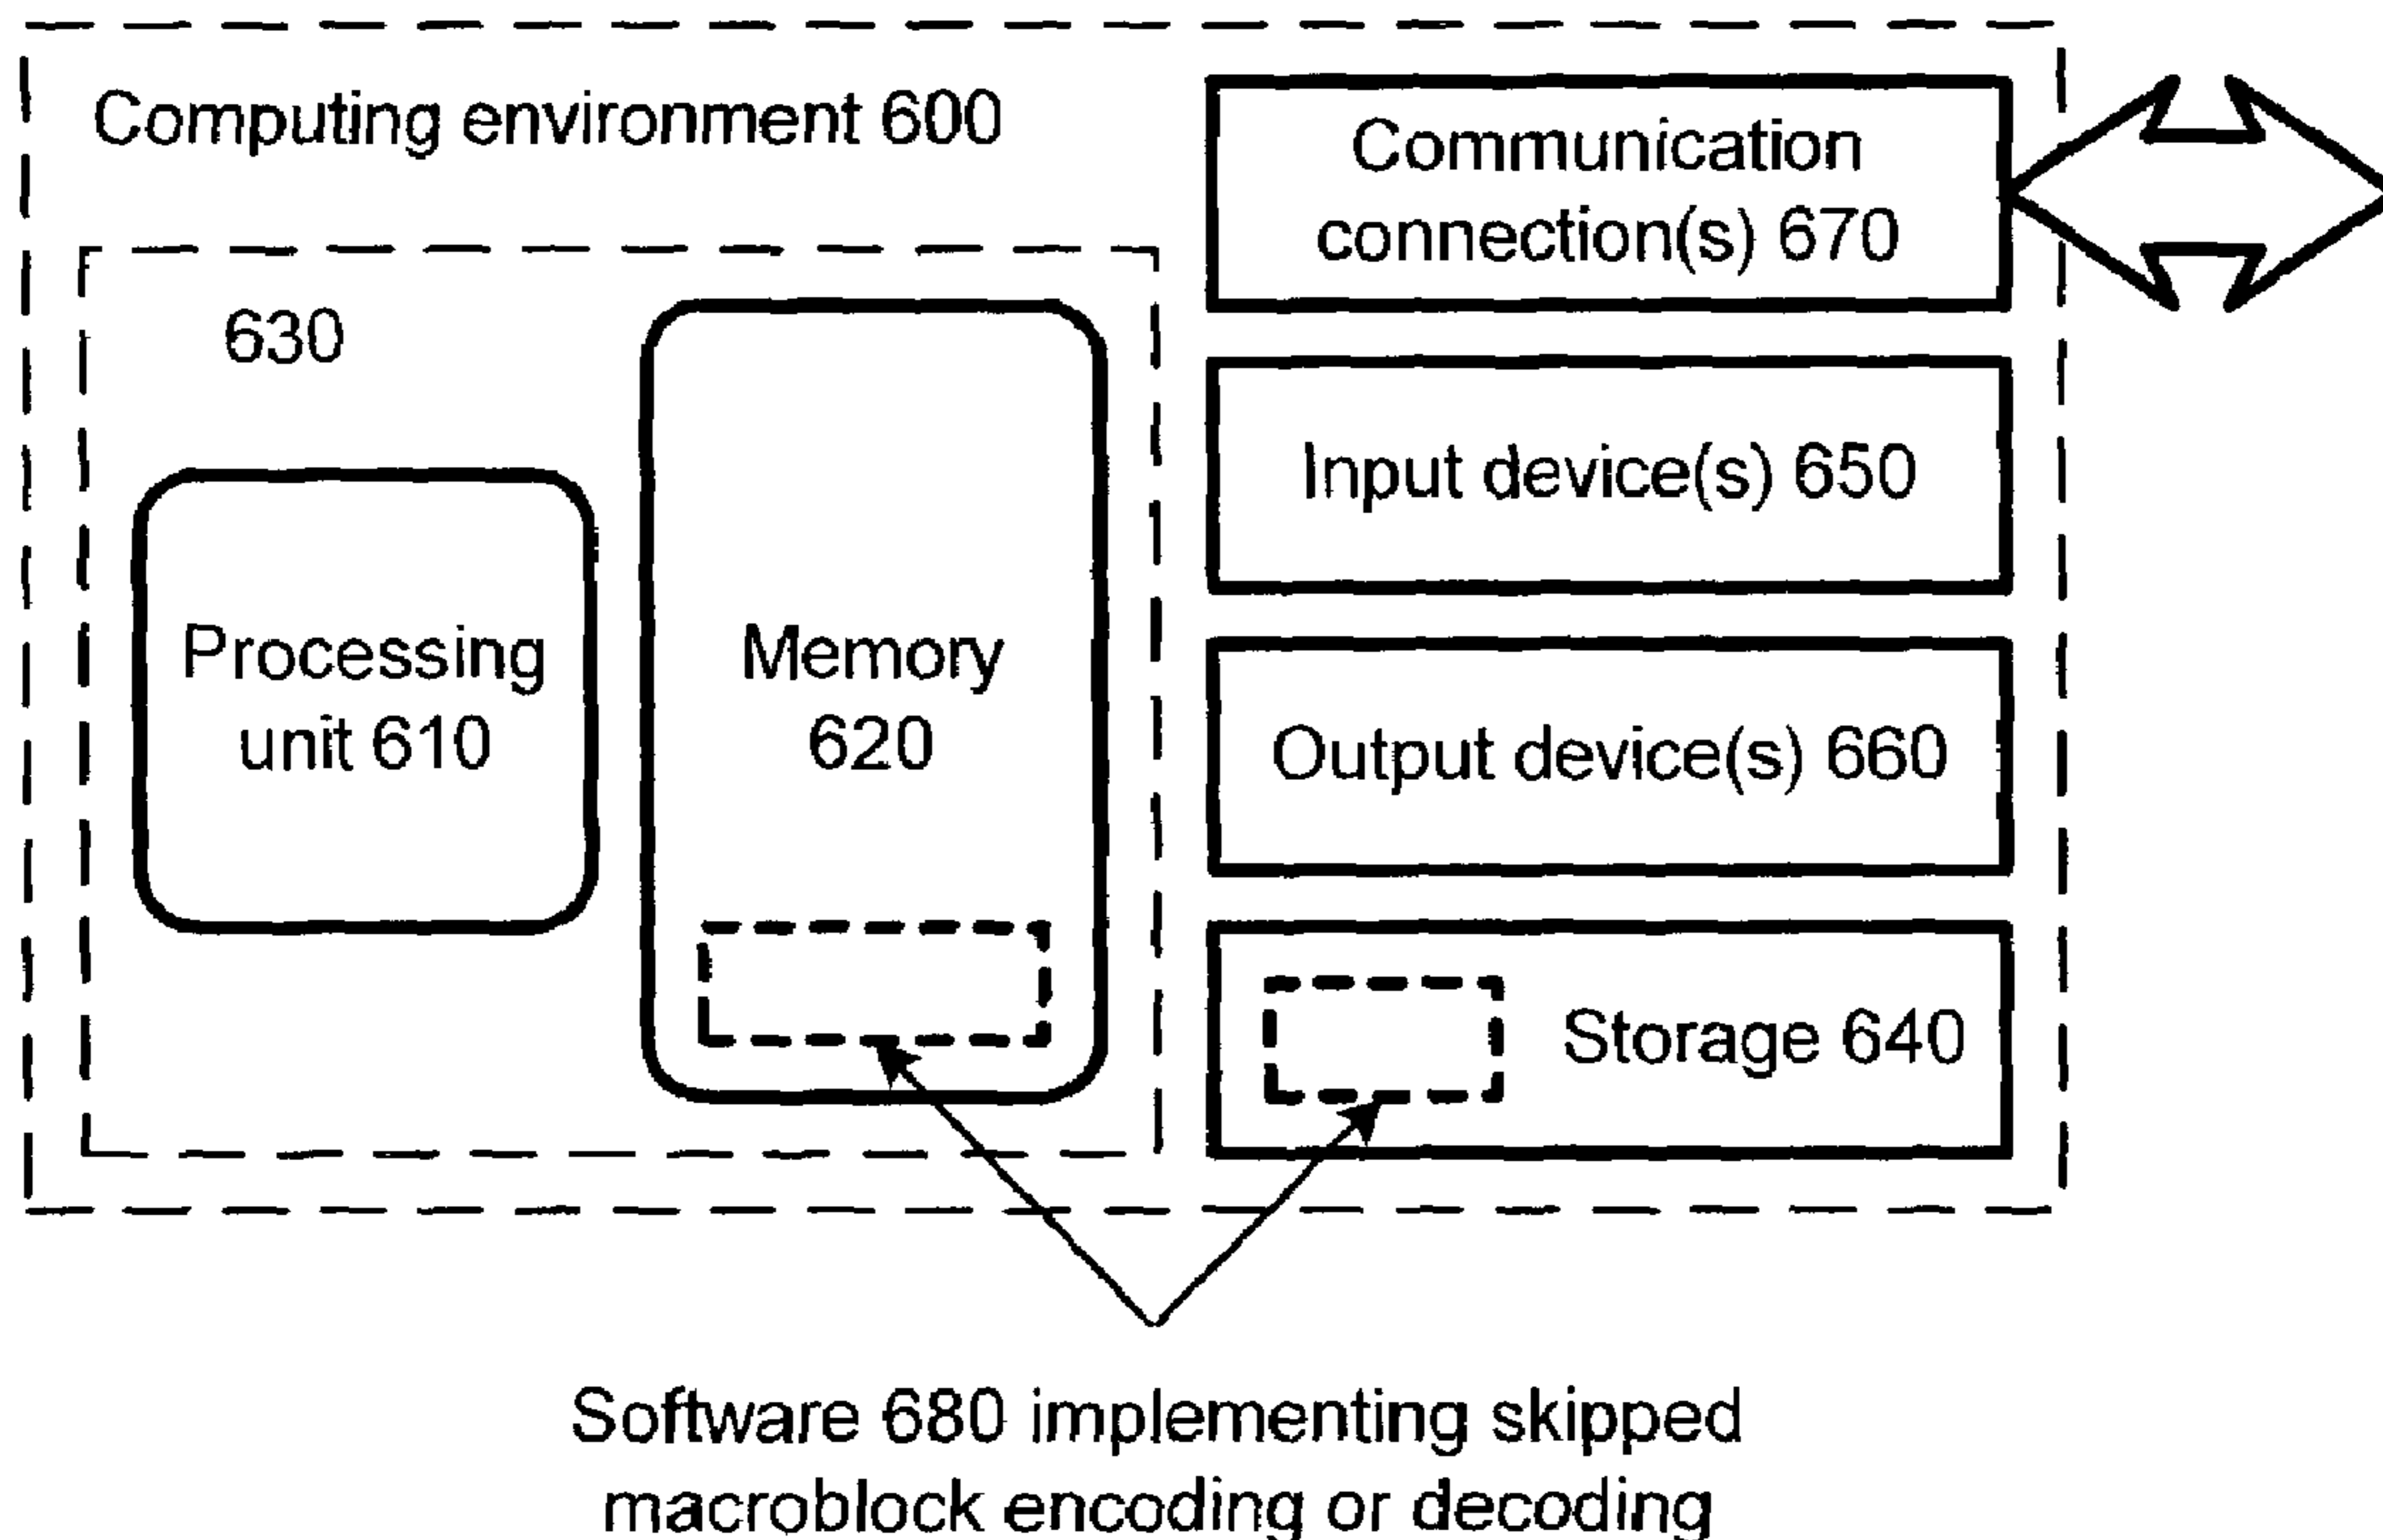 Computing environment 600
Communication
connection(s) 670
630
Input device(s) 650
Processing
unit 610
Memory
620
Output device(s) 660
Storage 640
Software 680 implementing skipped
macroblock encoding or decoding